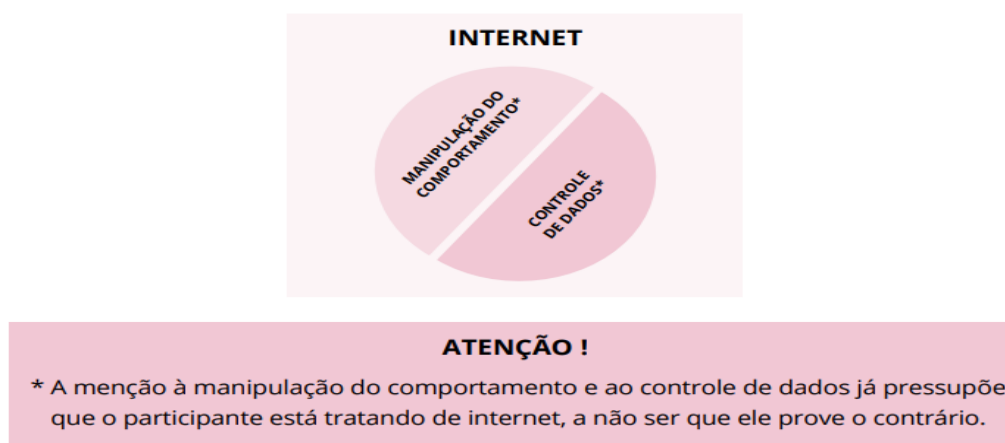 INTERNET
MANIPULAÇÃO DO
COMPORTAMENTO*
CONTROLE
DE DADOS*
ATENÇÃO !
* A menção à manipulação do comportamento e ao controle de dados já pressupõe
que o participante está tratando de internet, a não ser que ele prove o contrário.